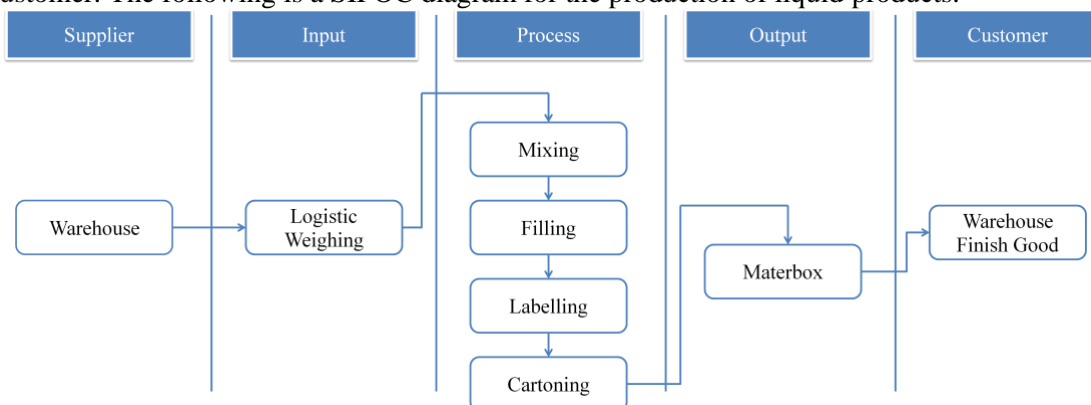 ustomer. The following is a SIPOC diagram for the production of liquid products.
Supplier
Input
Process
Output
Customer
Warehouse
Logistic
Weighing
Mixing
Filling
Labelling
Cartoning
Materbox
Warehouse
Finish Good